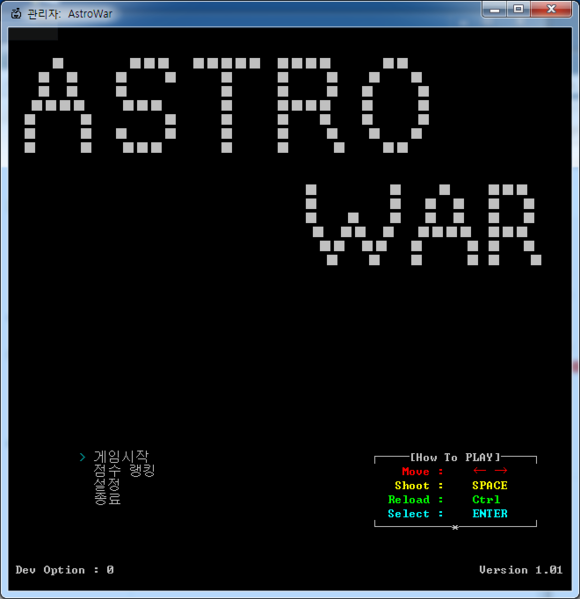 관리자: AstroWar
ASTRO
WAR
> 게임시작
점수 랭킹
설정
종료
[How To PLAY]
Move : ← →
Shoot : SPACE
Reload : Ctrl
Select : ENTER
*
Dev Option : 0
Version 1.01